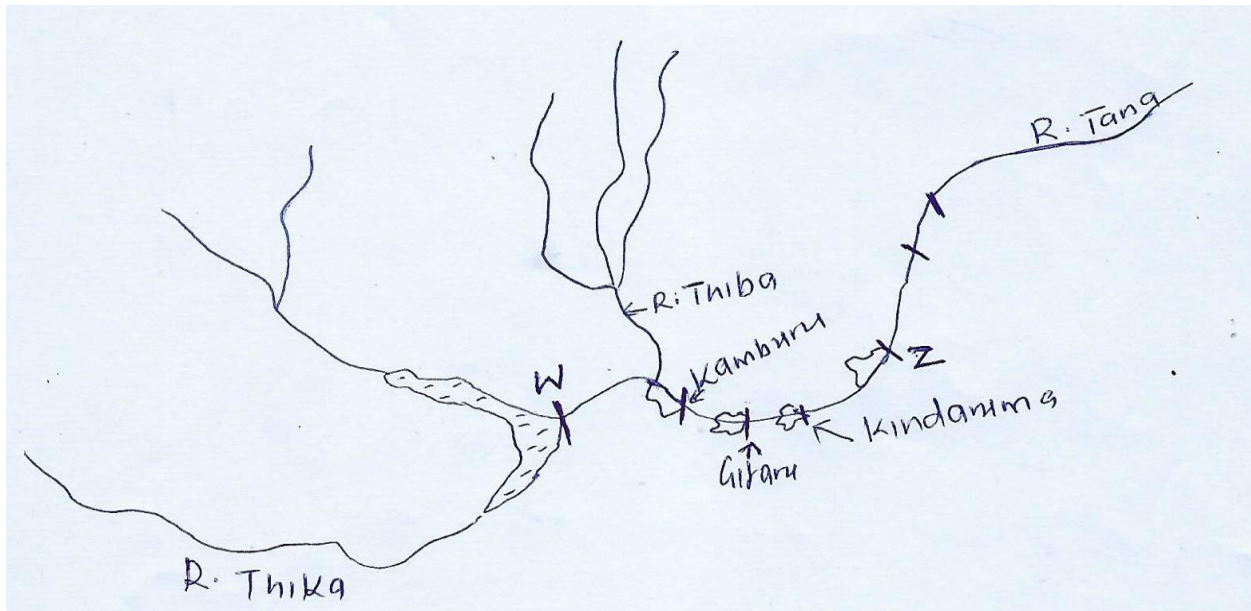 R. Tana
R. Thiba
Kamburu
W
Z
Kindaruma
Gitaru
R. Thika